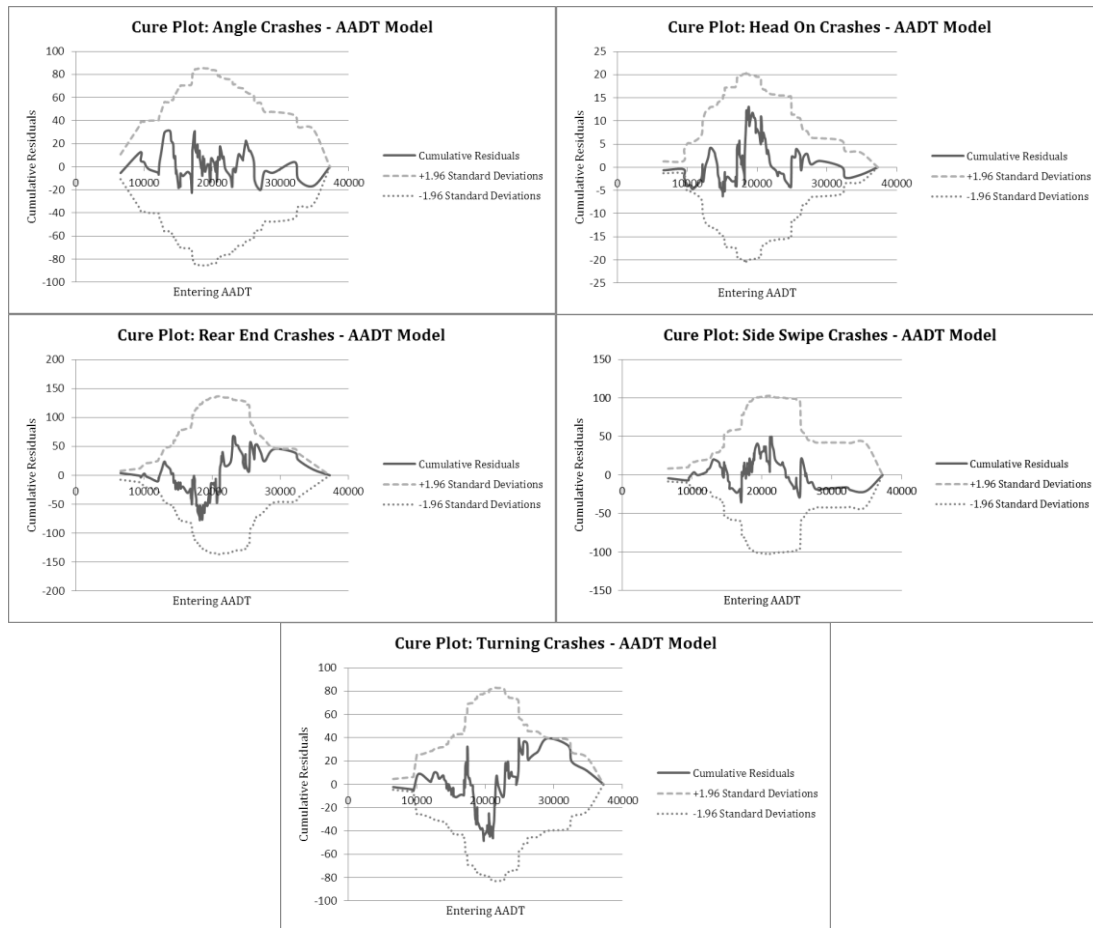 Cure Plot: Angle Crashes - AADT Model
100
80
60
40
20
0
-20
-40
-60
-80
-100
0
10000
20000
30000
40000
Cumulative Residuals
Entering AADT
Cumulative Residuals
+1.96 Standard Deviations
-1.96 Standard Deviations
Cure Plot: Head On Crashes - AADT Model
25
20
15
10
5
0
-5
-10
-15
-20
-25
0
10000
20000
30000
40000
Cumulative Residuals
Entering AADT
Cumulative Residuals
+1.96 Standard Deviations
-1.96 Standard Deviations
Cure Plot: Rear End Crashes - AADT Model
200
150
100
50
0
-50
-100
-150
-200
0
10000
20000
30000
40000
Cumulative Residuals
Entering AADT
Cumulative Residuals
+1.96 Standard Deviations
-1.96 Standard Deviations
Cure Plot: Side Swipe Crashes - AADT Model
150
100
50
0
-50
-100
-150
0
10000
20000
30000
40000
Cumulative Residuals
Entering AADT
Cumulative Residuals
+1.96 Standard Deviations
-1.96 Standard Deviations
Cure Plot: Turning Crashes - AADT Model
100
80
60
40
20
0
-20
-40
-60
-80
-100
0
10000
20000
30000
40000
Cumulative Residuals
Entering AADT
Cumulative Residuals
+1.96 Standard Deviations
-1.96 Standard Deviations